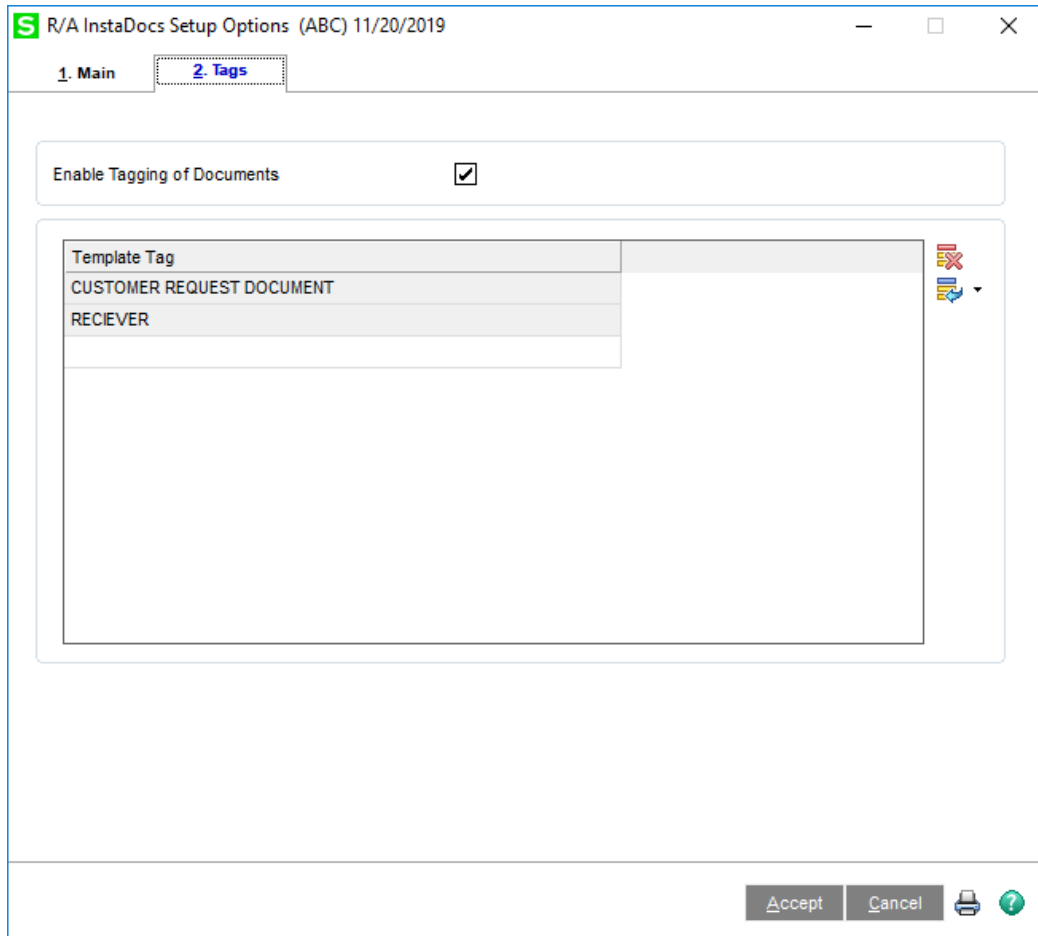 S R/A InstaDocs Setup Options (ABC) 11/20/2019
1. Main 2. Tags
Enable Tagging of Documents
Template Tag
CUSTOMER REQUEST DOCUMENT
RECIEVER
Accept Cancel ?